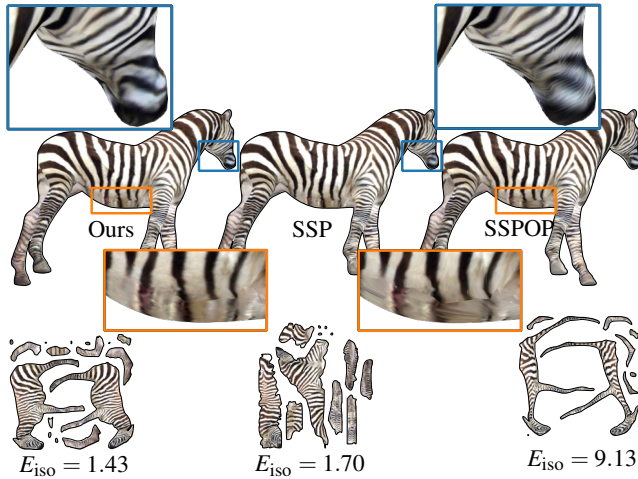 Ours
SSP
SSPOP
E_iso = 1.43
E_iso = 1.70
E_iso = 9.13